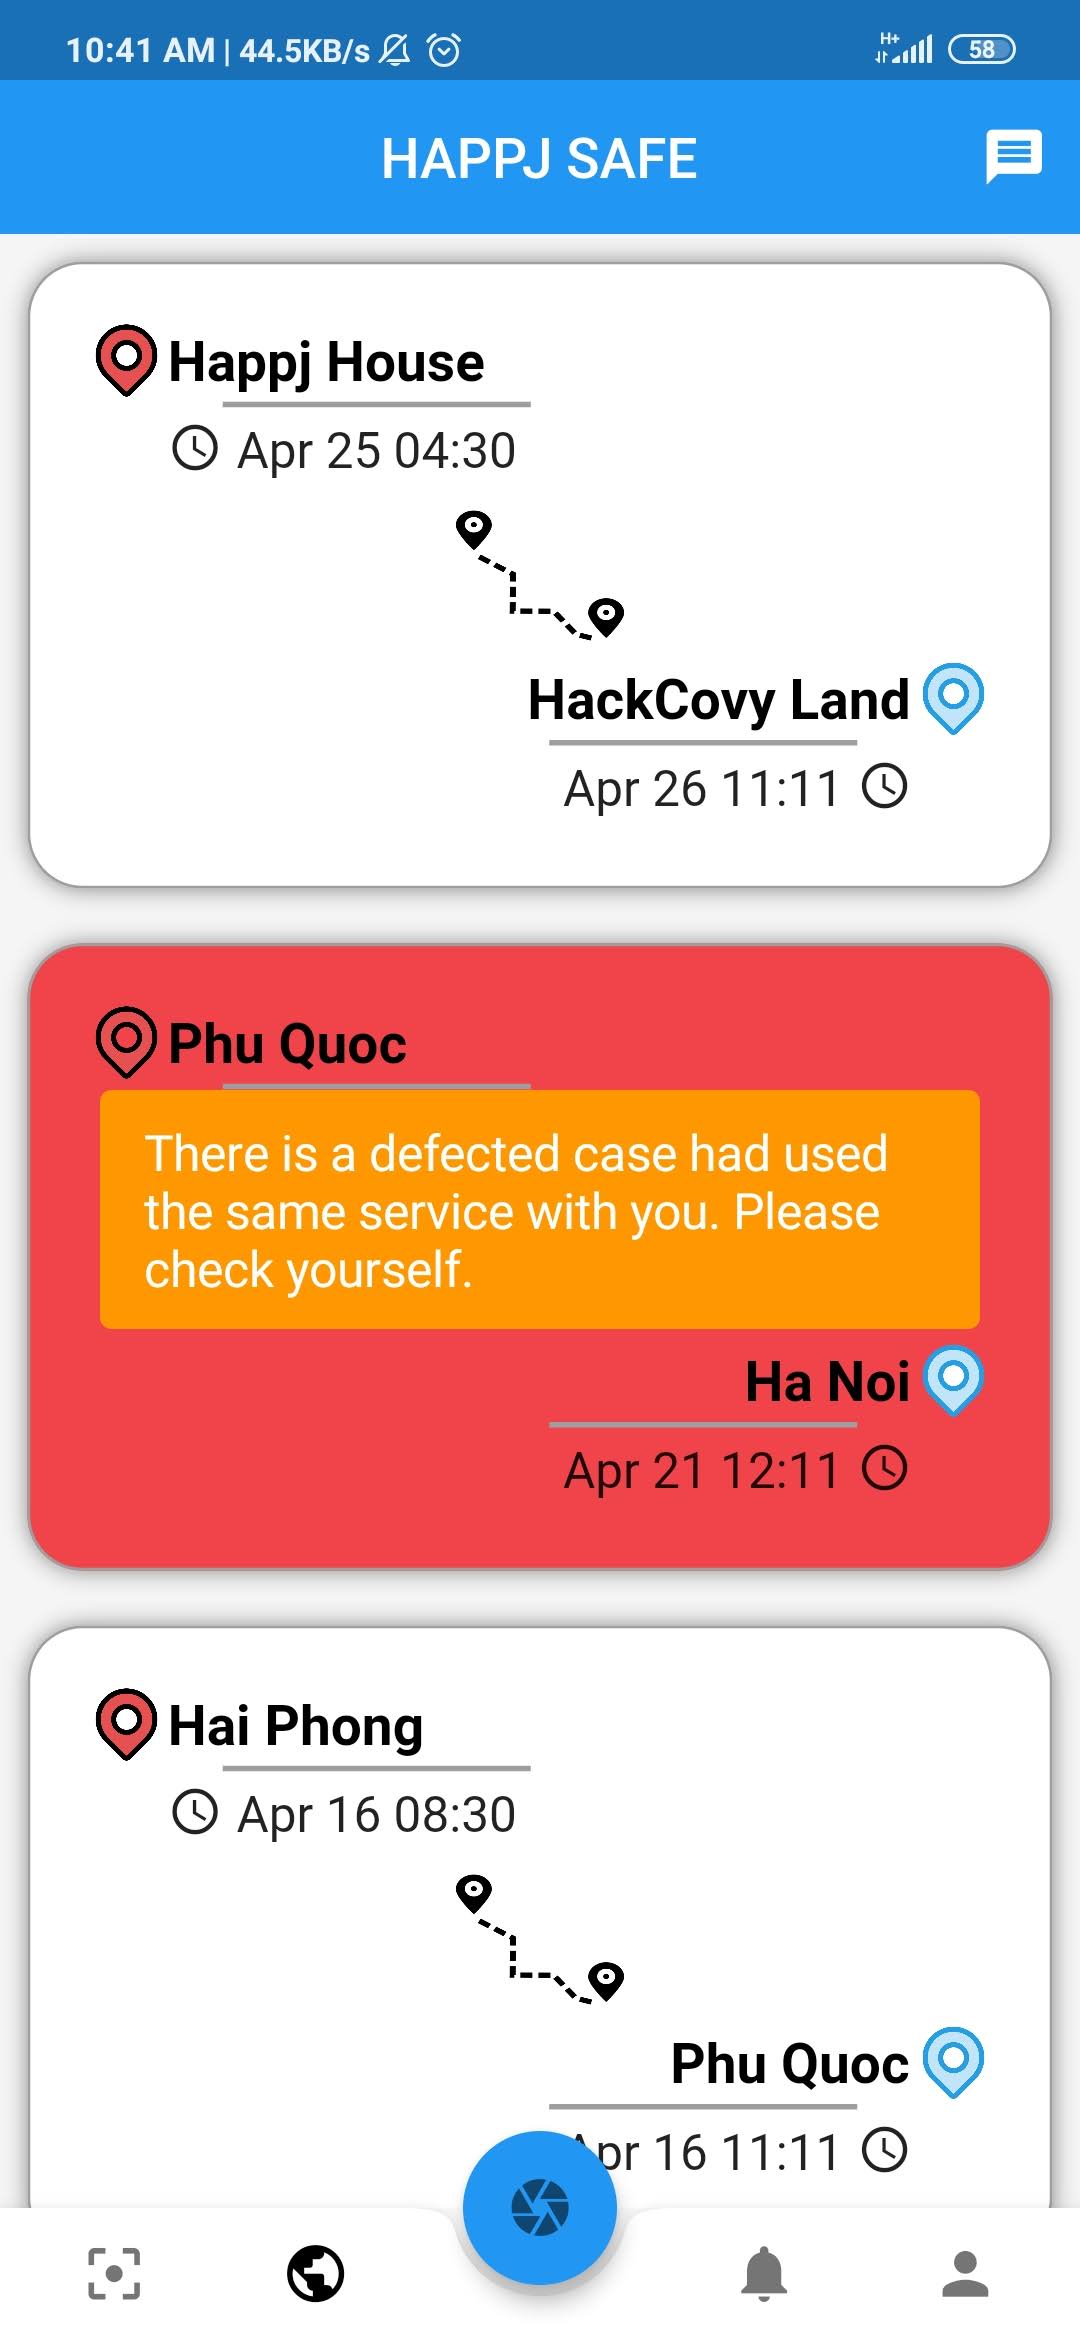 10:41 AM | 44.5KB/s
H+
58
HAPPJ SAFE
Happj House
Apr 25 04:30
HackCovy Land
Apr 26 11:11
Phu Quoc
There is a defected case had used
the same service with you. Please
check yourself.
Ha Noi
Apr 21 12:11
Hai Phong
Apr 16 08:30
Phu Quoc
Apr 16 11:11